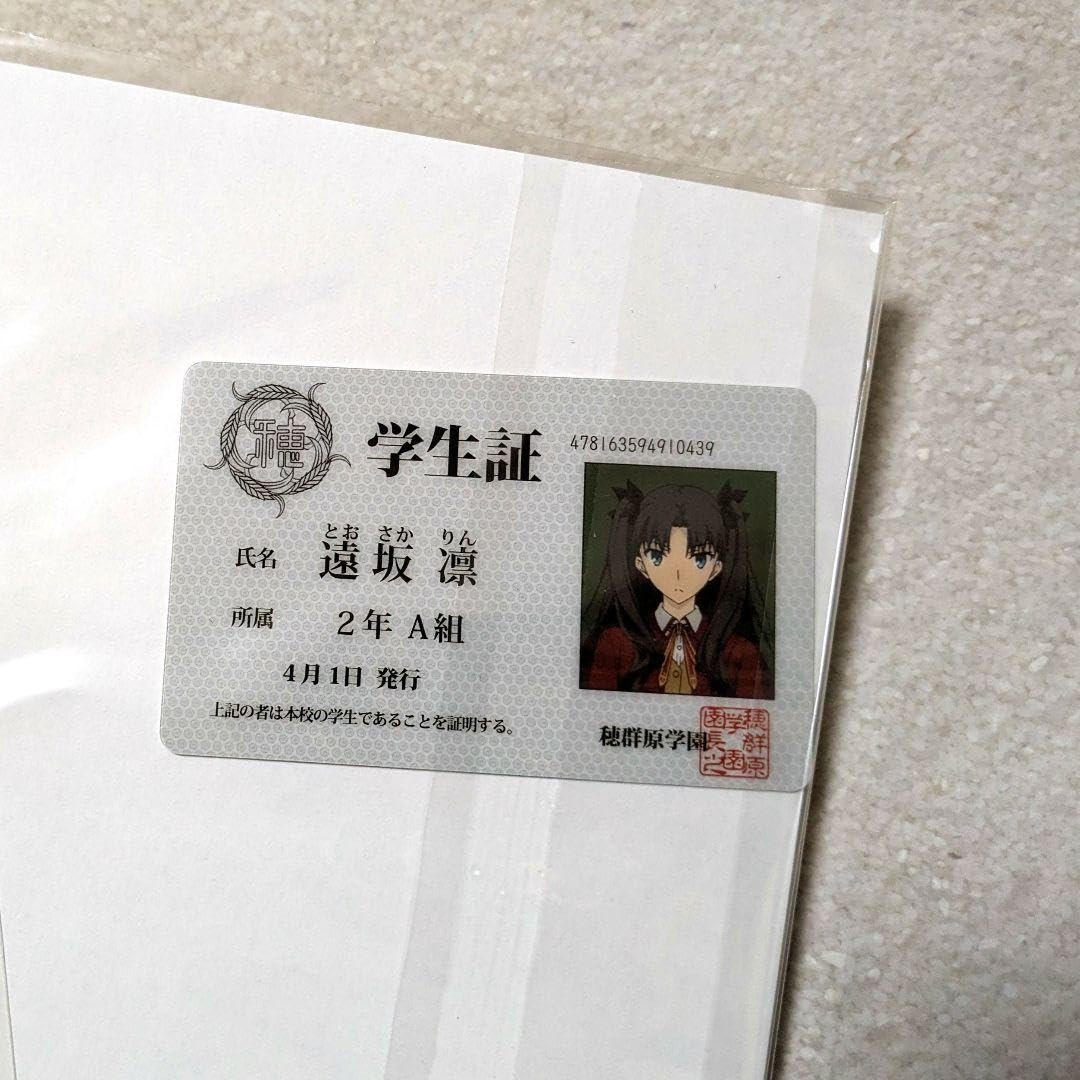 穂
学生証
478163594910439
とお さか りん
氏名 遠坂 凛
所属 2年 A組
4月1日 発行
上記の者は本校の学生であることを証明する。
穂群原学園
穂群原
学園
園長之